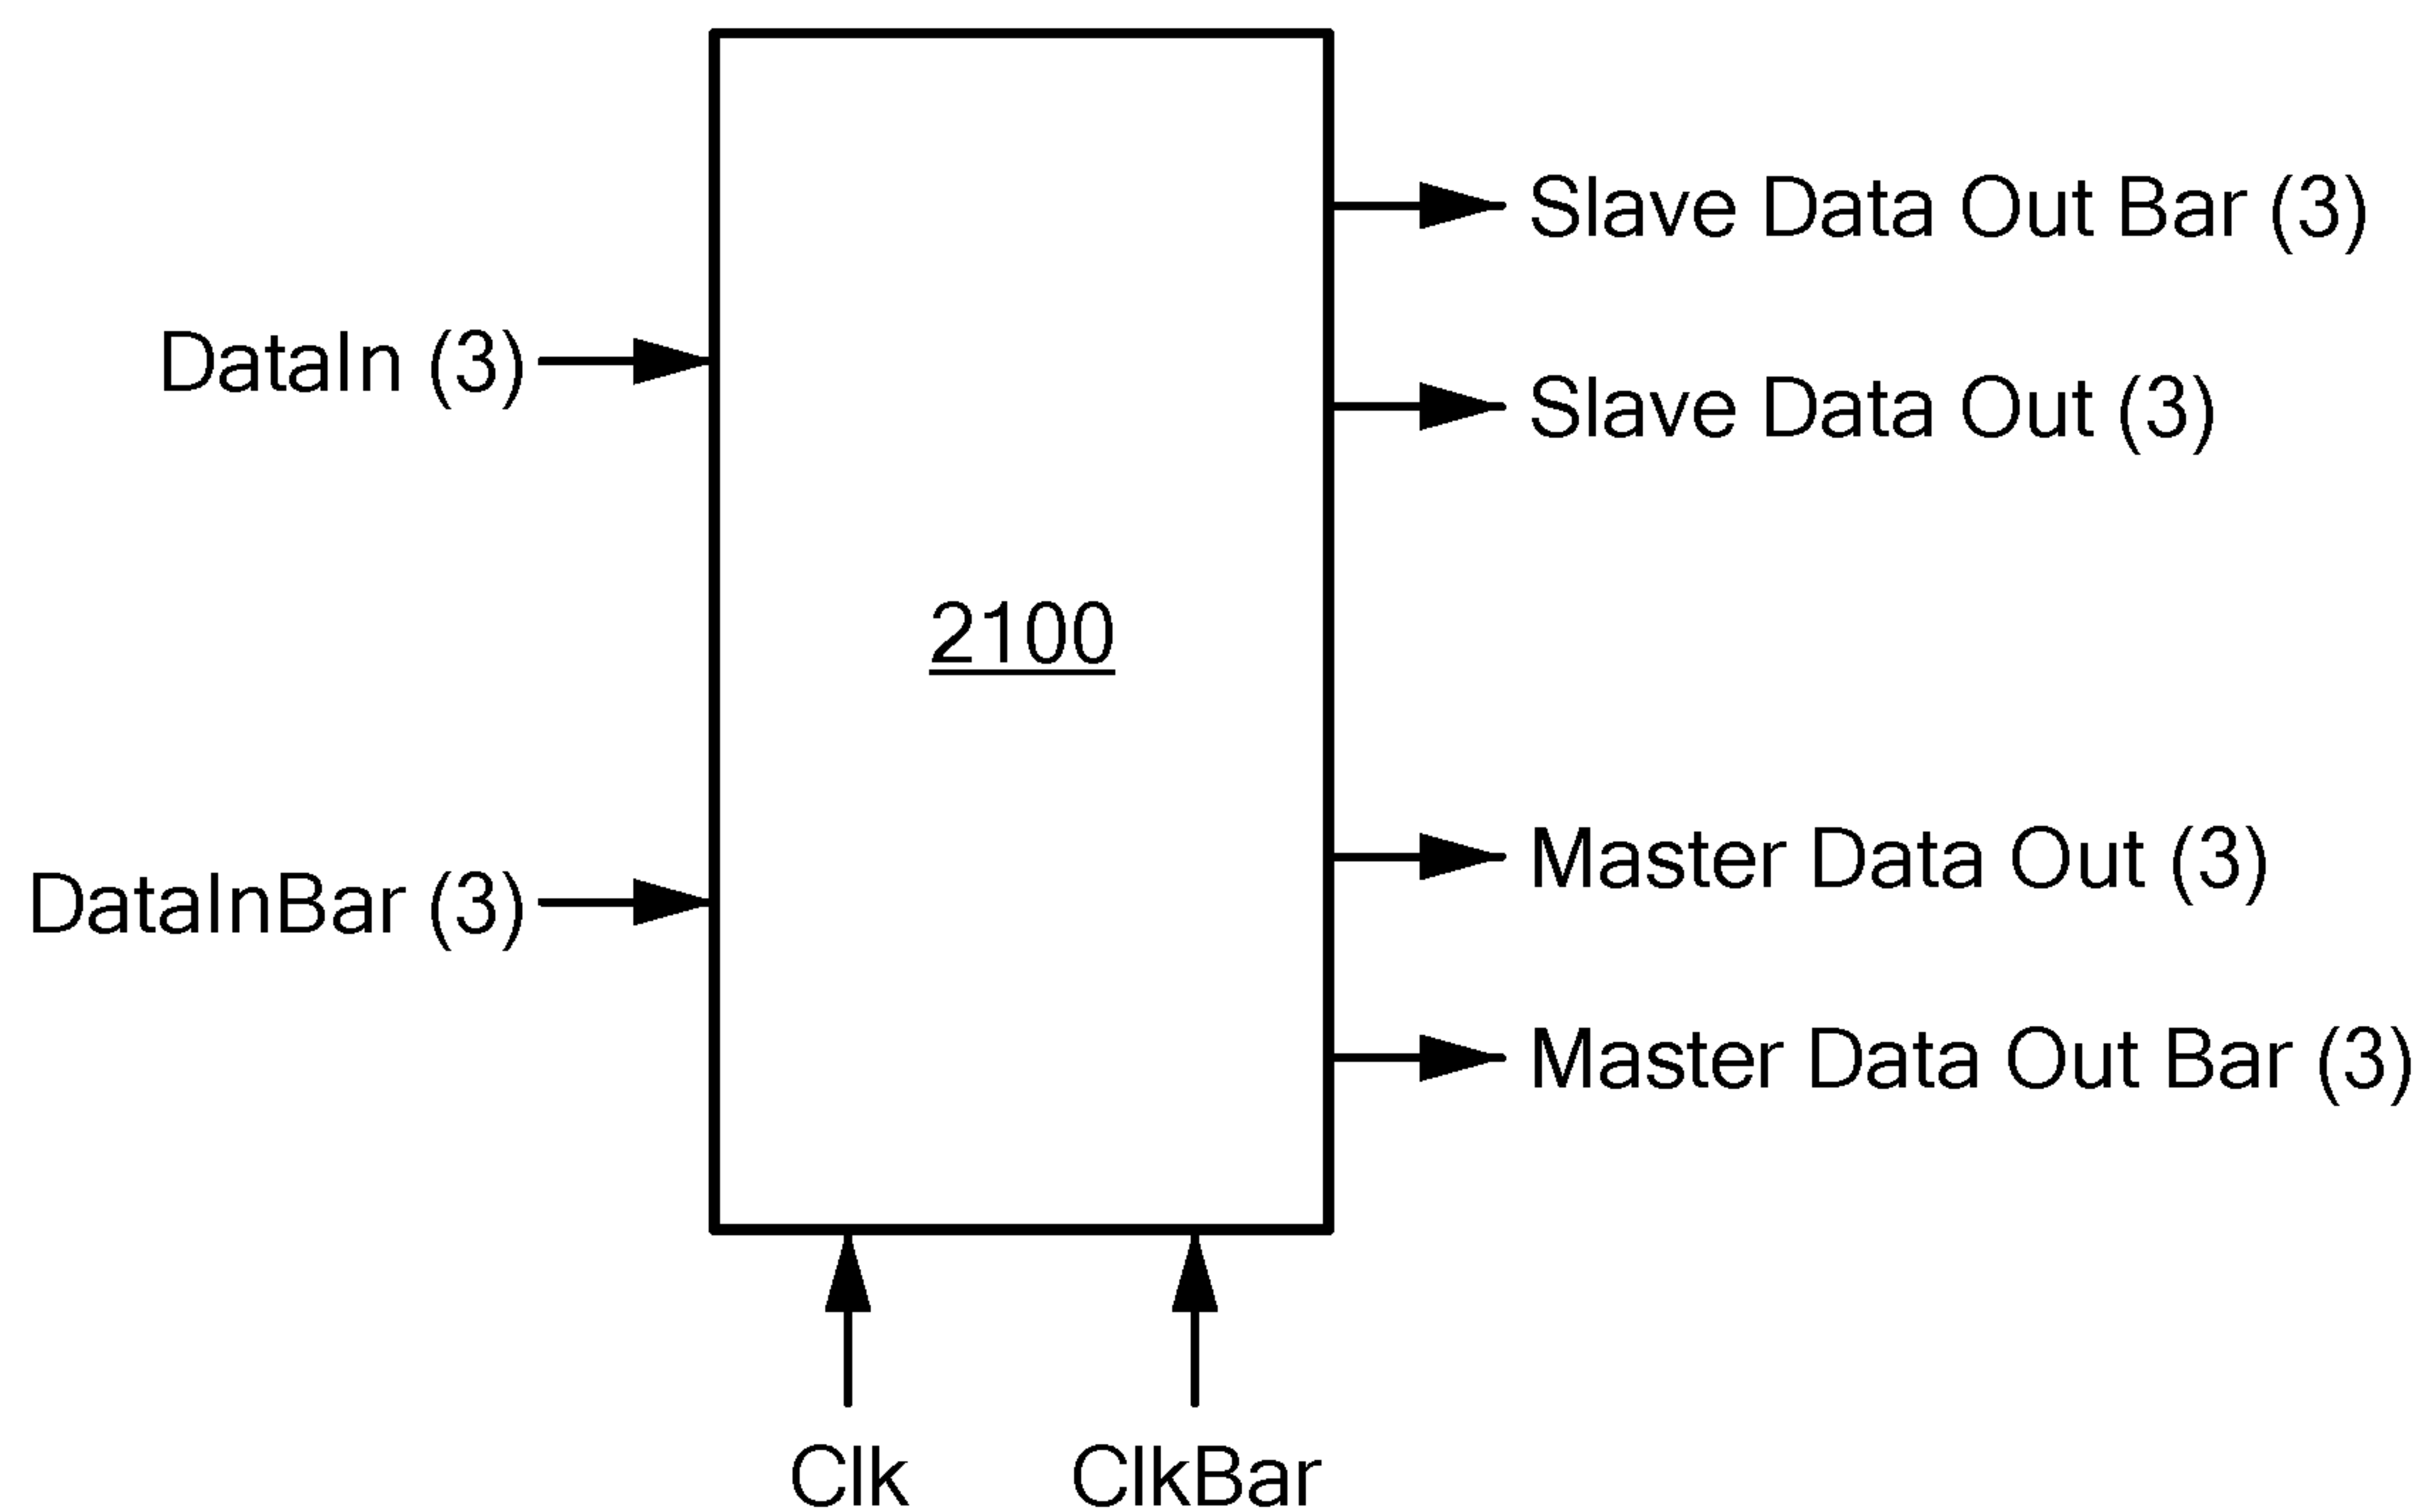 Slave Data Out Bar (3)
DataIn (3)
Slave Data Out (3)
2100
Master Data Out (3)
DataInBar (3)
Master Data Out Bar (3)
Clk
ClkBar